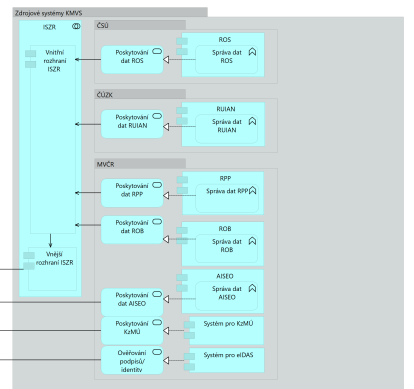 Zdrojové systémy KMVS
ISZR
Vnitřní
rozhraní
ISZR
Vnější
rozhraní ISZR
ČSÚ
Poskytování
dat ROS
ROS
Správa dat
ROS
ČÚZK
Poskytování
dat RUIAN
RUIAN
Správa dat
RUIAN
MVČR
Poskytování
dat RPP
RPP
Správa dat RPP
Poskytování
dat ROB
ROB
Správa dat
ROB
AISEO
Správa dat
AISEO
Poskytování
dat AISEO
Poskytování
KzMÚ
Systém pro KzMÚ
Ověřování
podpisů/
identity
Systém pro eIDAS